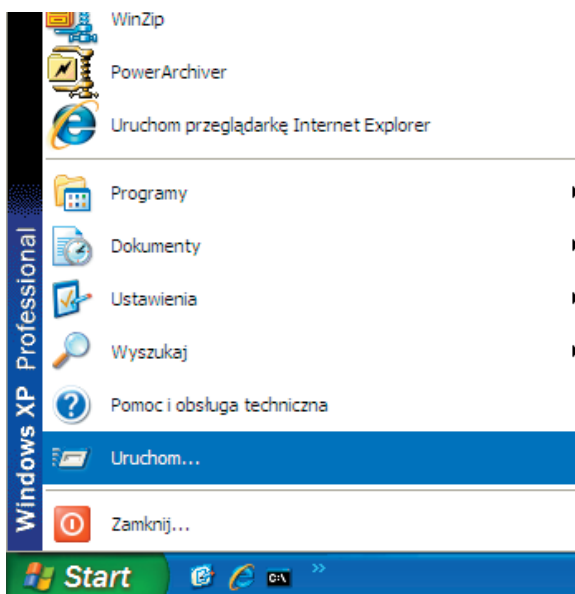 WinZip
PowerArchiver
Uruchom przeglądarkę Internet Explorer
Programy
Dokumenty
Ustawienia
Wyszukaj
Pomoc i obsługa techniczna
Uruchom...
Zamknij...
Windows XP Professional
Start
C:\